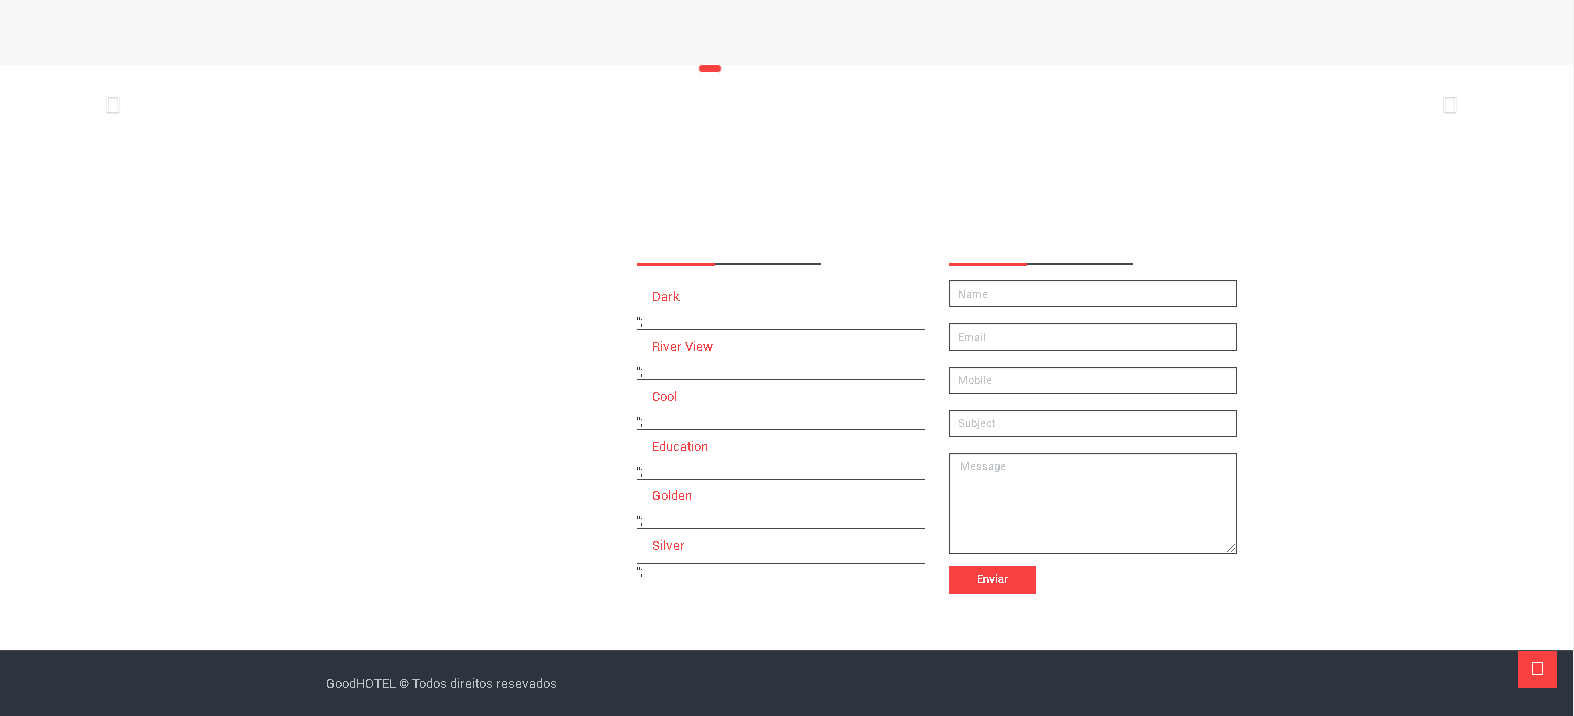 Dark
";
River View
";
Cool
";
Education
";
Golden
";
Silver
";
Name
Email
Mobile
Subject
Message
Enviar
GoodHOTEL © Todos direitos resevados